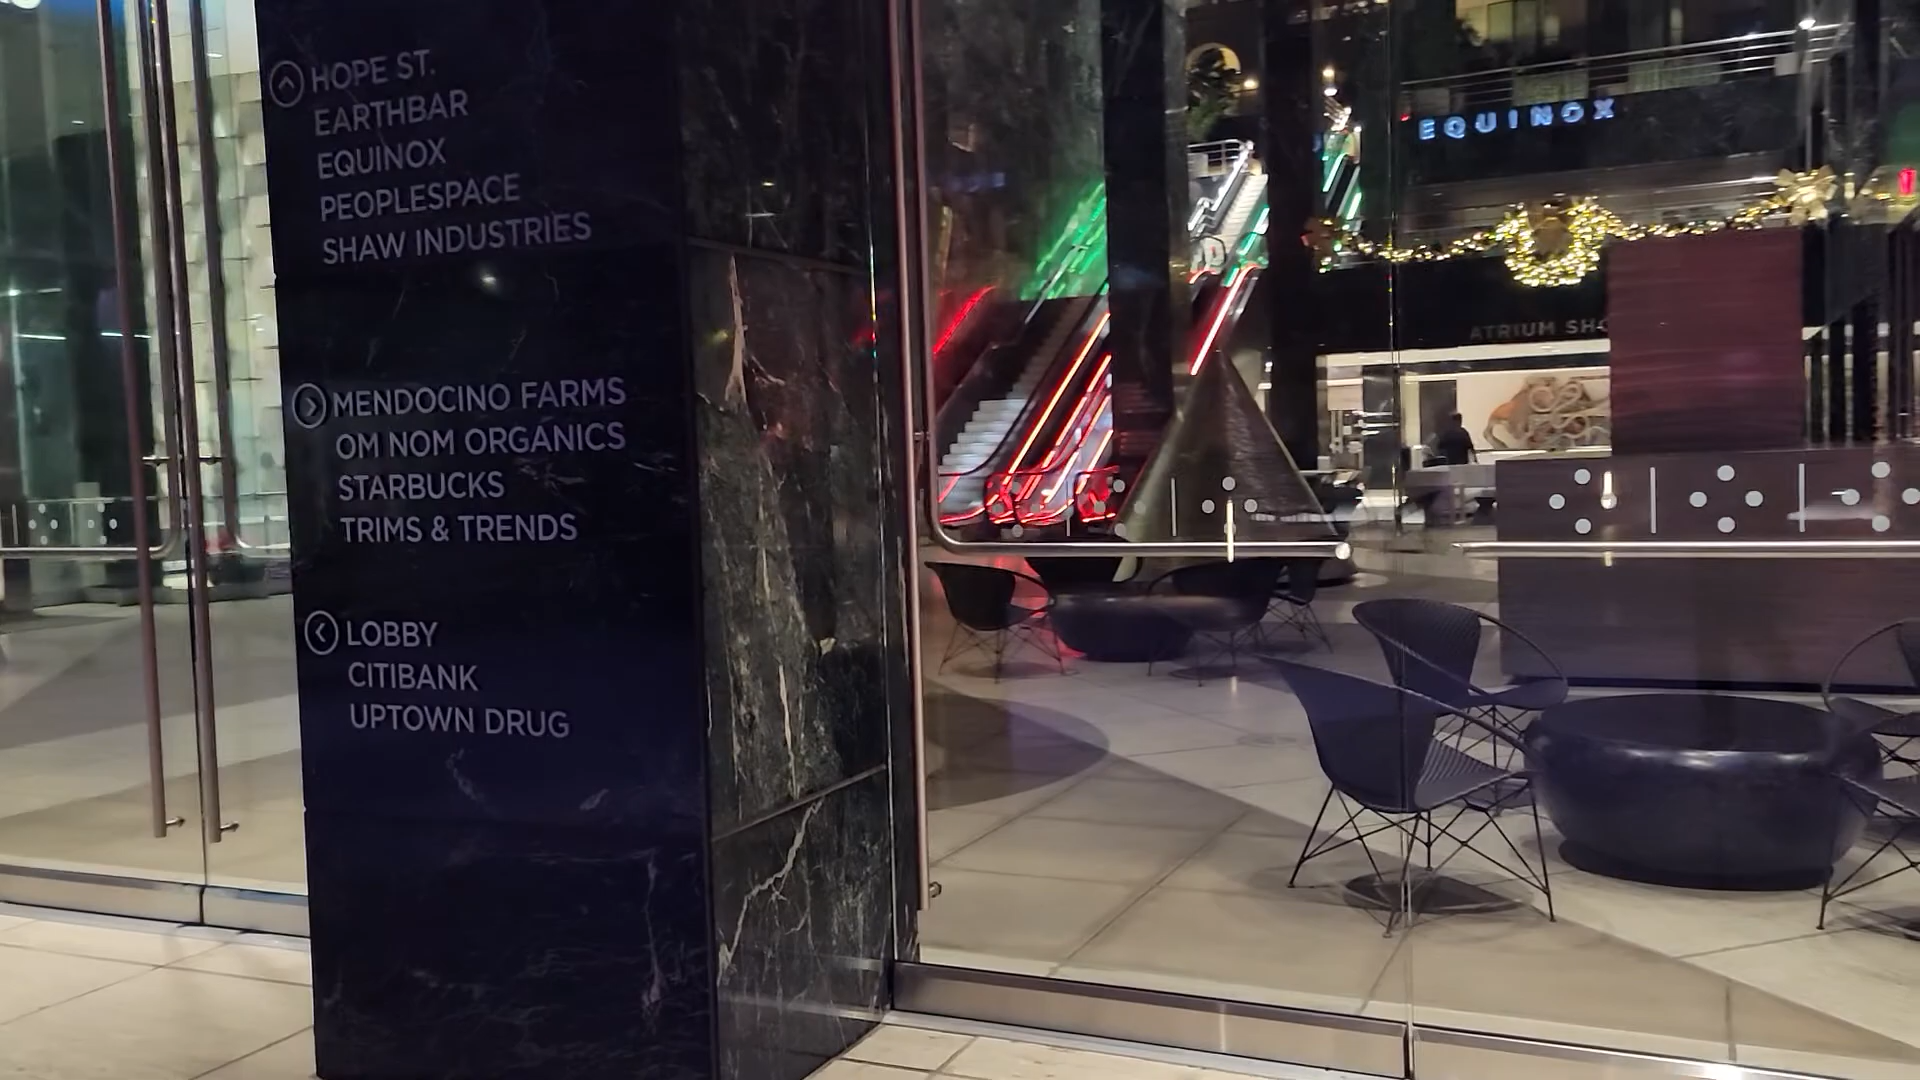 HOPE ST.
EARTHBAR
EQUINOX
PEOPLESPACE
SHAW INDUSTRIES
MENDOCINO FARMS
OM NOM ORGANICS
STARBUCKS
TRIMS & TRENDS
LOBBY
CITIBANK
UPTOWN DRUG
EQUINOX
ATRIUM